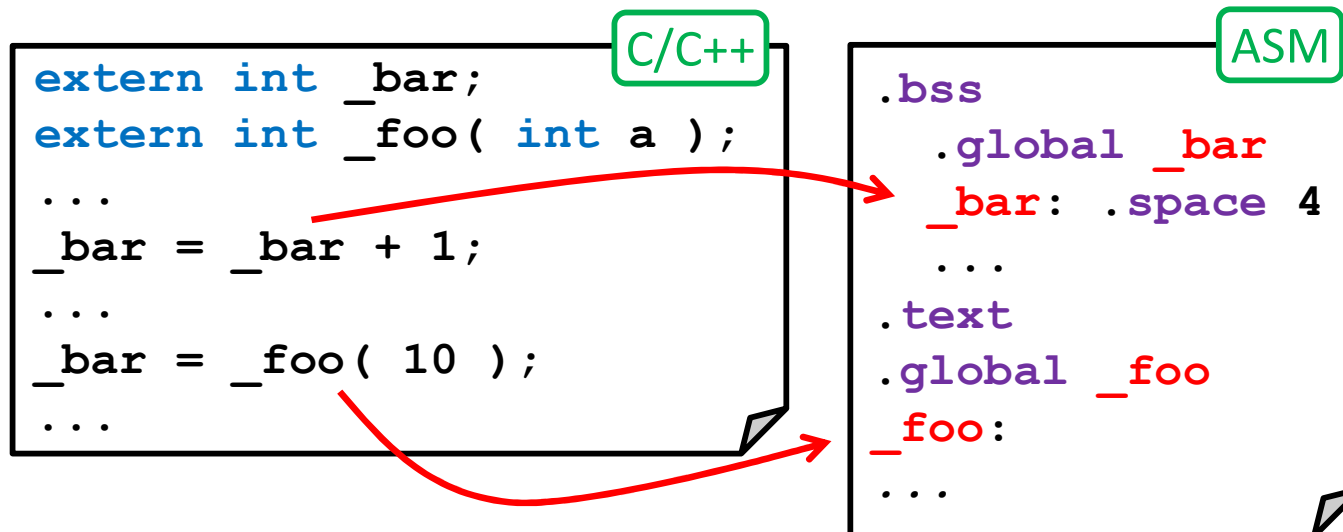 C/C++
extern int _bar;
extern int _foo( int a );
...
_bar = _bar + 1;
...
_bar = _foo( 10 );
...
ASM
.bss
.global _bar
_bar: .space 4
...
.text
.global _foo
_foo:
...